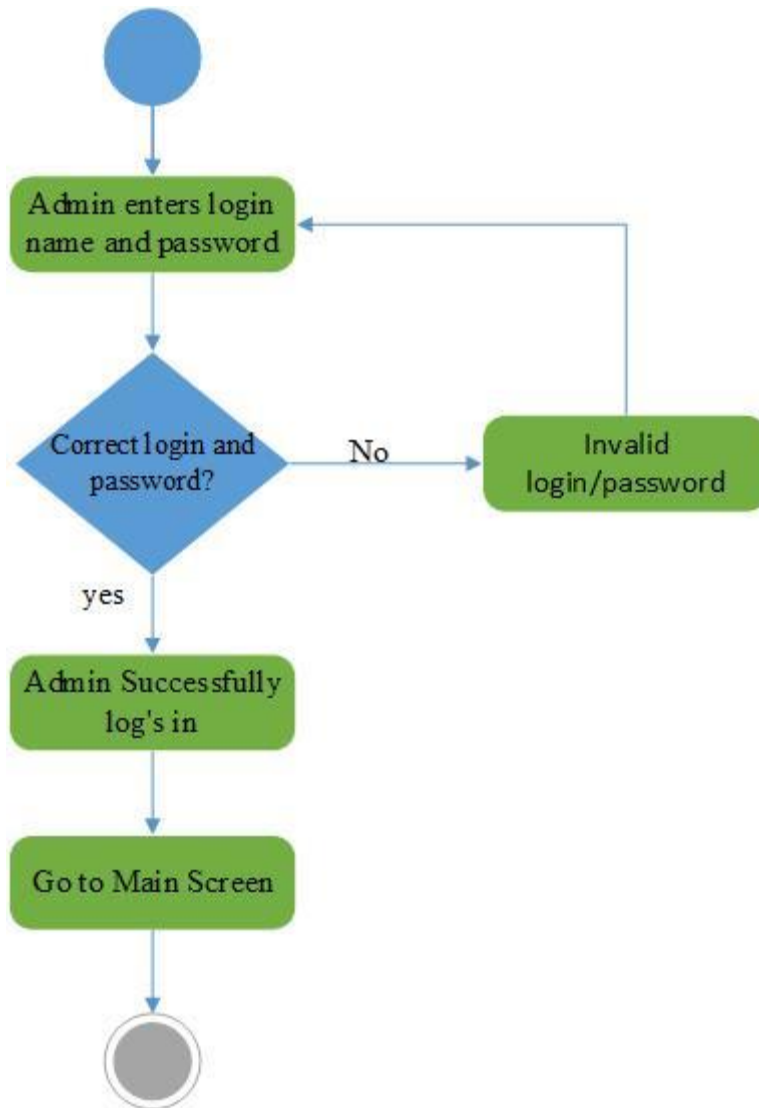 Admin enters login
name and password
Correct login and
password?
No
Invalid
login/password
yes
Admin Successfully
log's in
Go to Main Screen